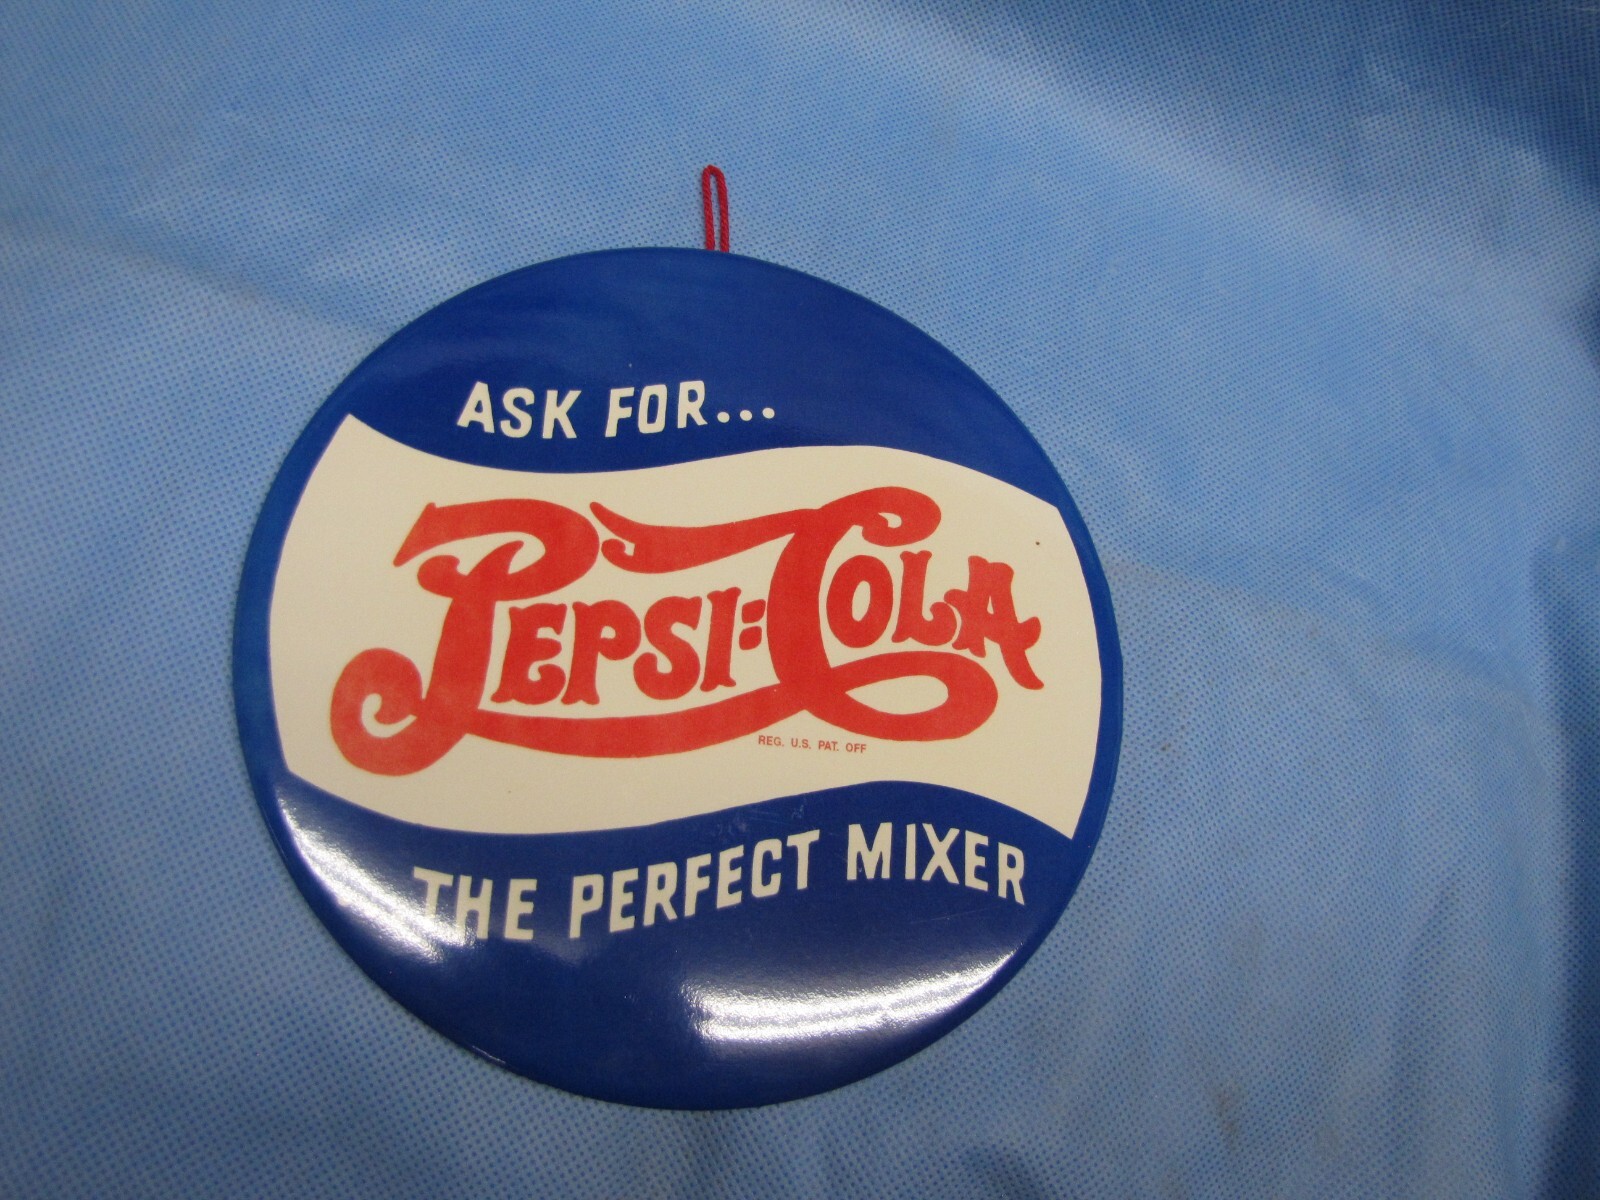 ASK FOR...
PEPSI:COLA
REG. U.S. PAT. OFF
THE PERFECT MIXER